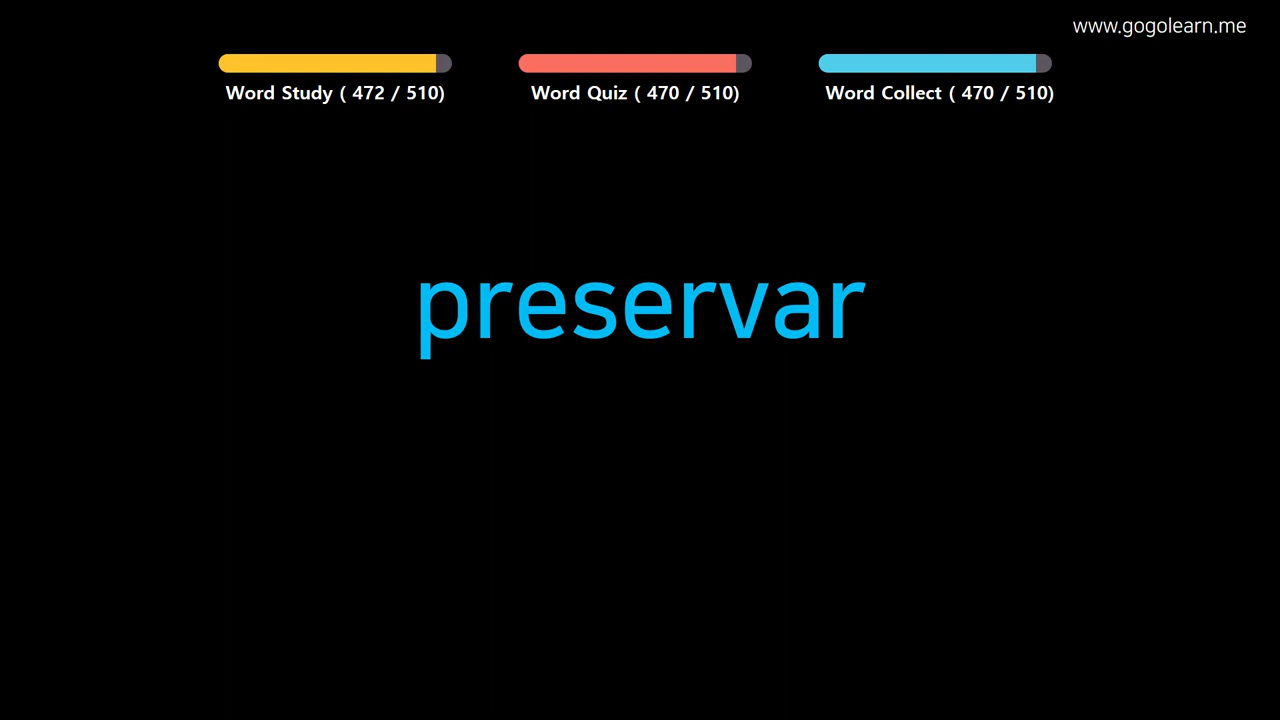 www.gogolearn.me
Word Study ( 472 / 510)
Word Quiz ( 470 / 510)
Word Collect ( 470 / 510)
preservar